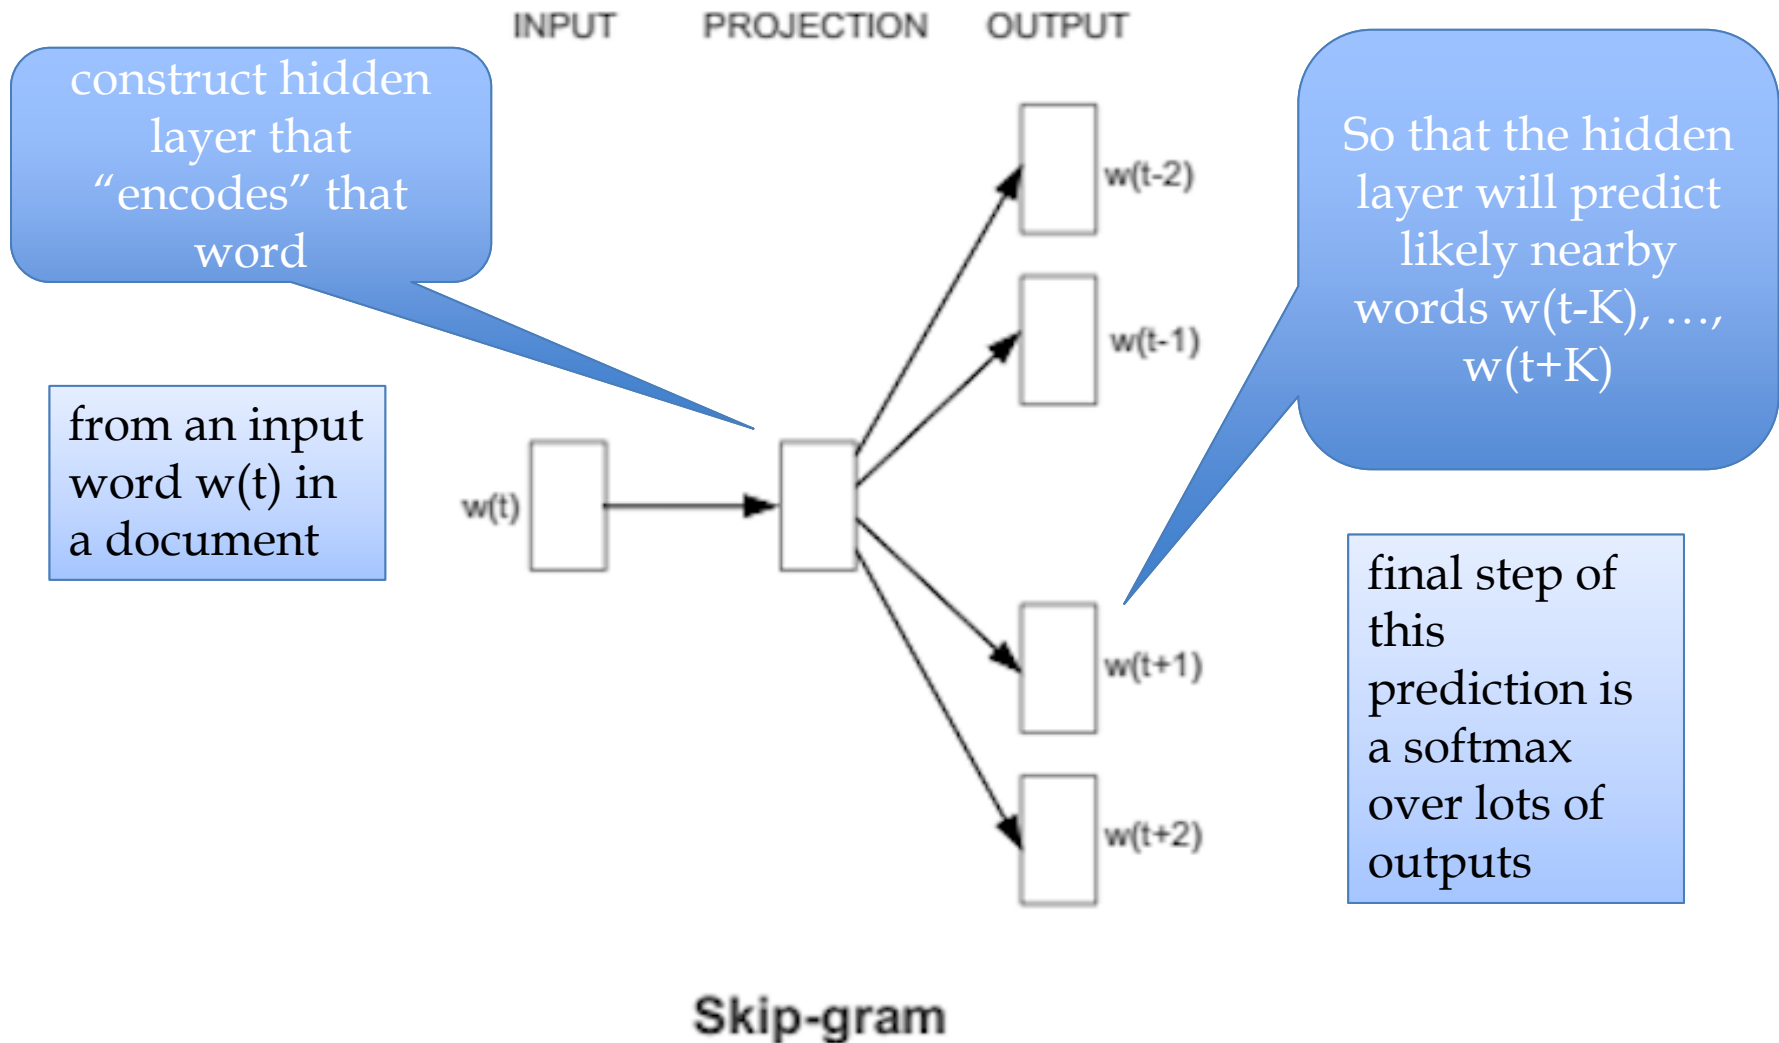 INPUT PROJECTION OUTPUT
construct hidden
layer that
“encodes” that
word
from an input
word w(t) in
a document
w(t)
w(t-2)
w(t-1)
w(t+1)
w(t+2)
So that the hidden
layer will predict
likely nearby
words w(t-K), …,
w(t+K)
final step of
this
prediction is
a softmax
over lots of
outputs
Skip-gram